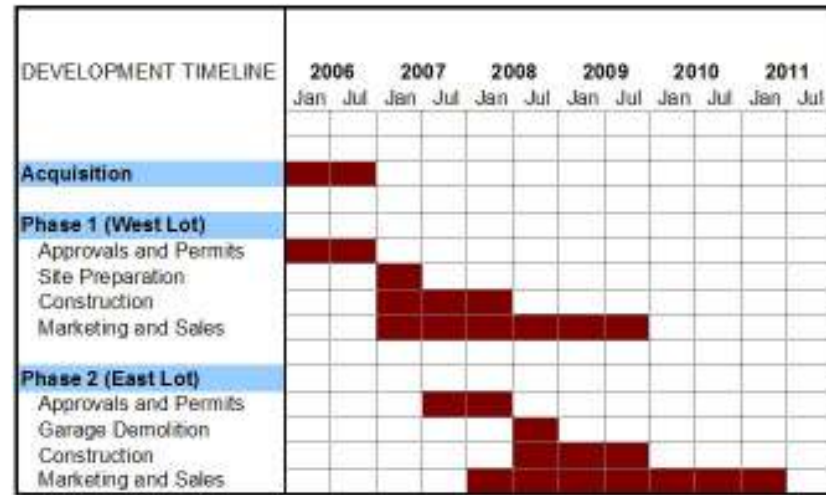 DEVELOPMENT TIMELINE 2006 2007 2008 2009 2010 2011
Jan Jul Jan Jul Jan Jul Jan Jul Jan Jul Jan Jul
Acquisition
Phase 1 (West Lot)
Approvals and Permits
Site Preparation
Construction
Marketing and Sales
Phase 2 (East Lot)
Approvals and Permits
Garage Demolition
Construction
Marketing and Sales